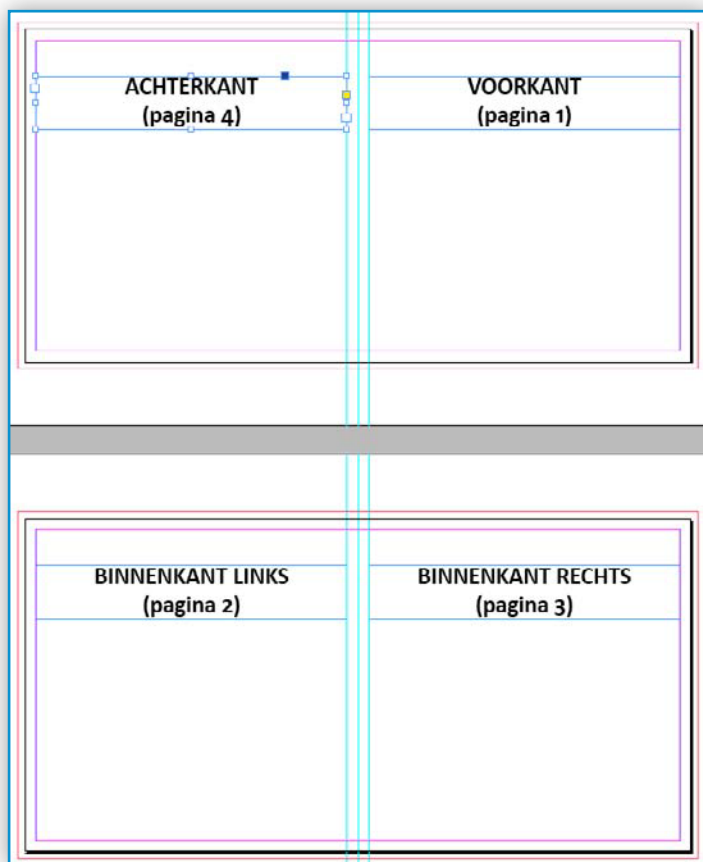 ACHTERKANT
(pagina 4)
VOORKANT
(pagina 1)
BINNENKANT LINKS
(pagina 2)
BINNENKANT RECHTS
(pagina 3)